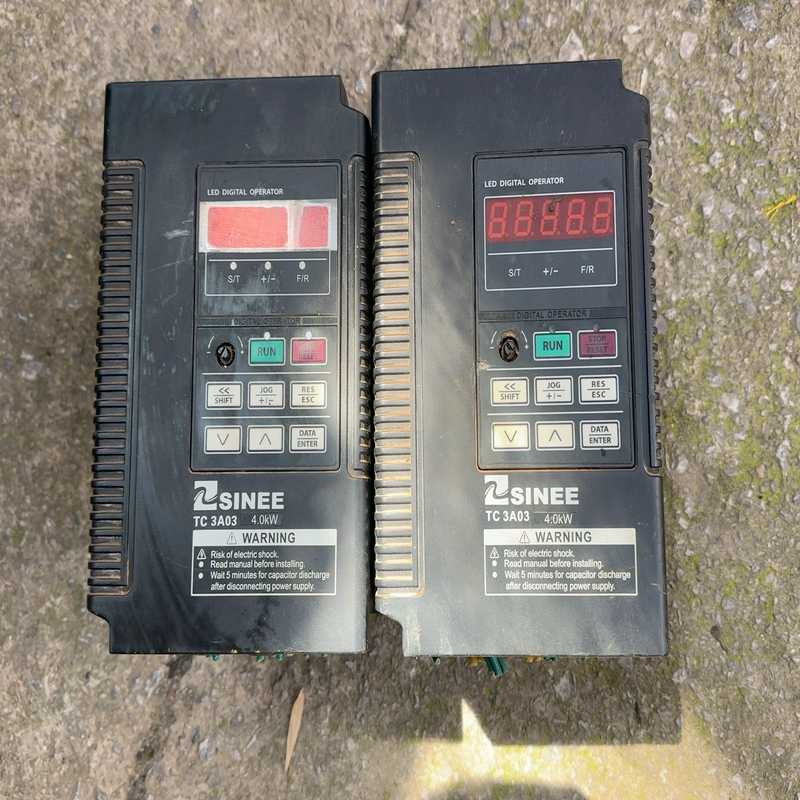 LED DIGITAL OPERATOR
S/T +/- F/R
DIGITAL OPERATOR
RUN
<< SHIFT
JOG +/-
RES ESC
DATA ENTER
SINEE
TC 3A03 4.0kW
WARNING
Risk of electric shock.
Read manual before installing.
Wait 5 minutes for capacitor discharge
after disconnecting power supply.
LED DIGITAL OPERATOR
88888
S/T +/- F/R
DIGITAL OPERATOR
RUN
STOP RESET
<< SHIFT
JOG +/-
RES ESC
DATA ENTER
SINEE
TC 3A03 4.0kW
WARNING
Risk of electric shock.
Read manual before installing.
Wait 5 minutes for capacitor discharge
after disconnecting power supply.